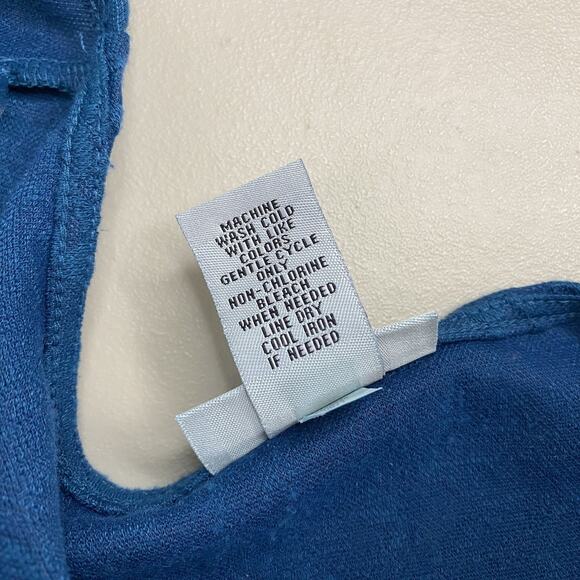 MACHINE
WASH COLD
WITH LIKE
COLORS
GENTLE CYCLE
ONLY
NON-CHLORINE
BLEACH
WHEN NEEDED
LINE DRY
COOL IRON
IF NEEDED